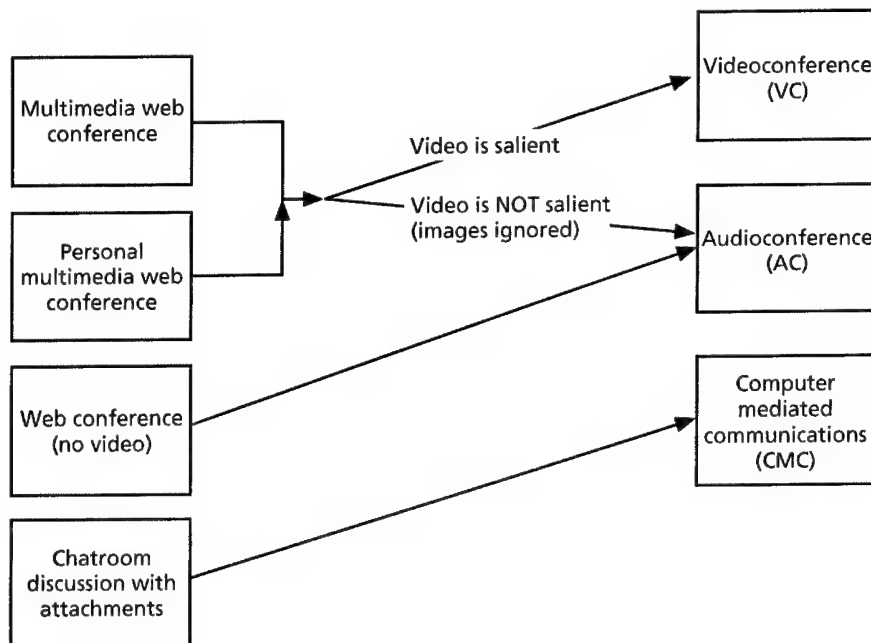 Multimedia web
conference
Personal
multimedia web
conference
Web conference
(no video)
Chatroom
discussion with
attachments
Video is salient
Video is NOT salient
(images ignored)
Videoconference
(VC)
Audioconference
(AC)
Computer
mediated
communications
(CMC)